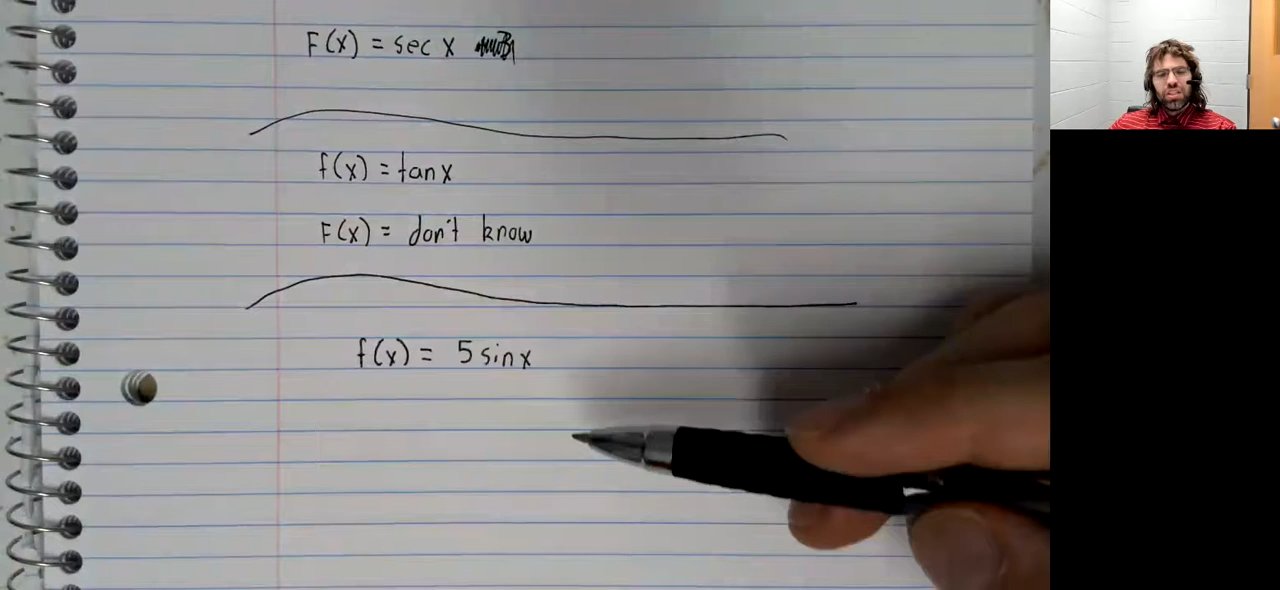 F(x) = sec x
f(x) = tan x
F(x) = don't know
f(x) = 5 sin x